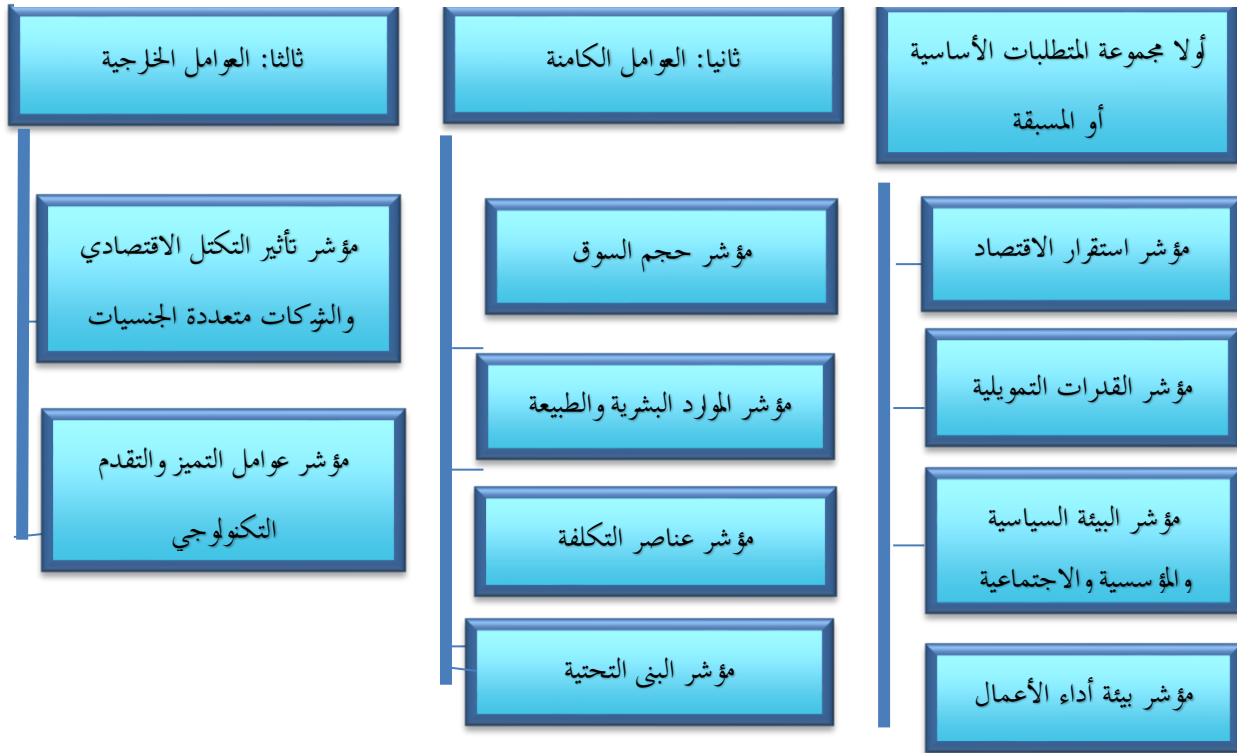 أولا مجموعة المتطلبات الأساسية
أو المسبقة
مؤشر استقرار الاقتصاد
مؤشر القدرات التمويلية
مؤشر البيئة السياسية
والمؤسسية والاجتماعية
مؤشر بيئة أداء الأعمال
ثانيا: العوامل الكامنة
مؤشر حجم السوق
مؤشر الموارد البشرية والطبيعة
مؤشر عناصر التكلفة
مؤشر البنى التحتية
ثالثا: العوامل الخارجية
مؤشر تأثير التكتل الاقتصادي
والشركات متعددة الجنسيات
مؤشر عوامل التميز والتقدم
التكنولوجي